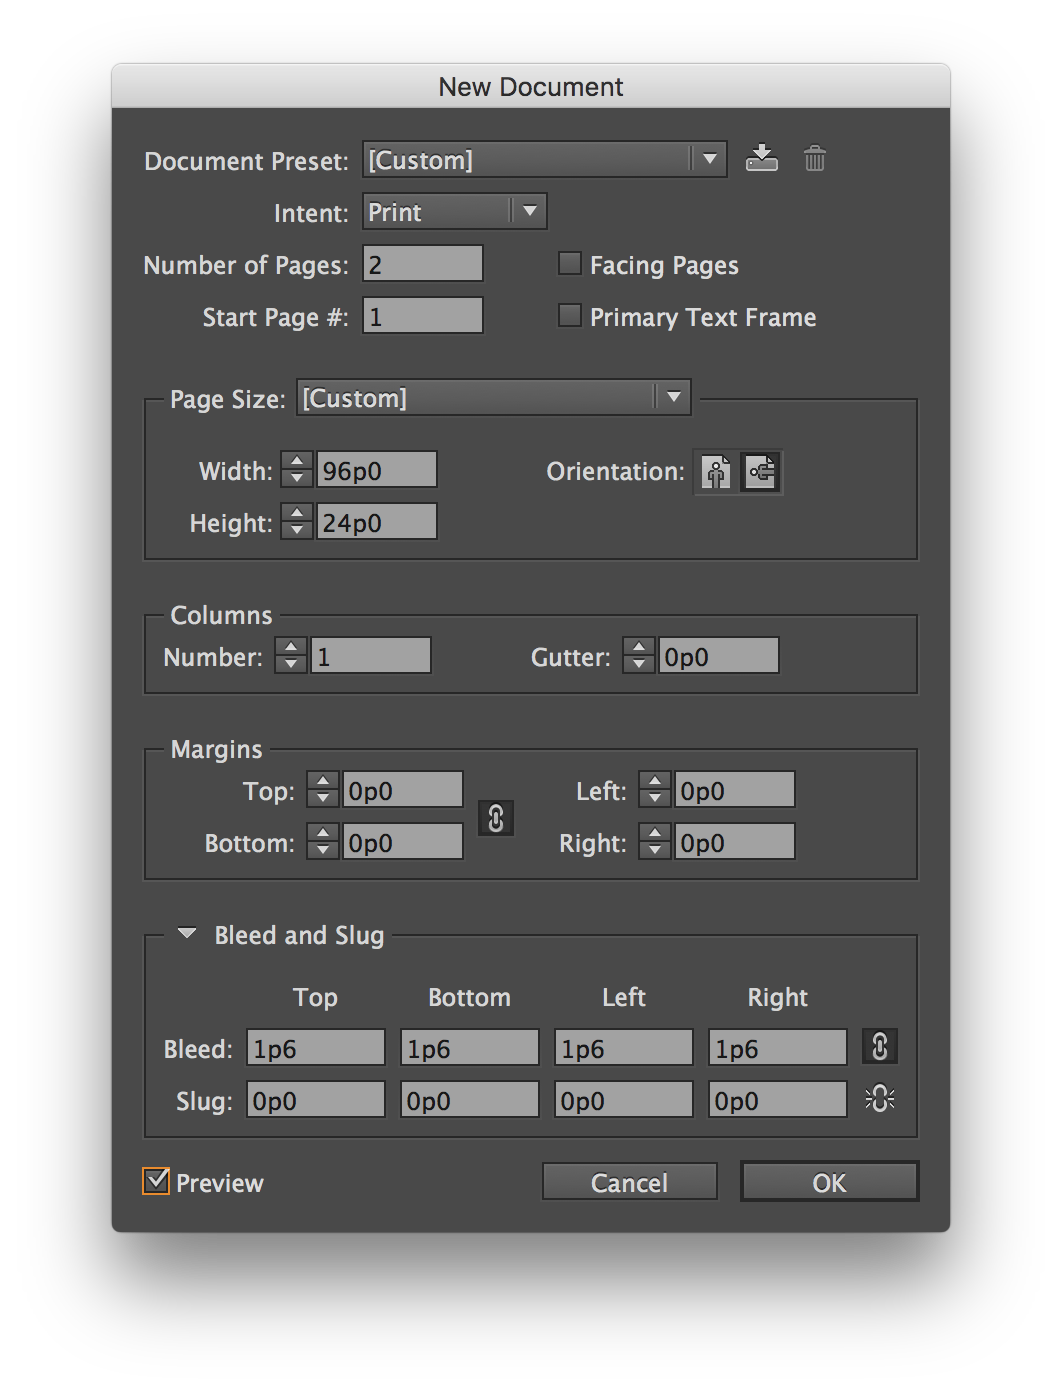 New Document
Document Preset: [Custom]
Intent: Print
Number of Pages: 2 Facing Pages
Start Page #: 1 Primary Text Frame
Page Size: [Custom]
Width: 96p0 Orientation:
Height: 24p0
Columns
Number: 1 Gutter: 0p0
Margins
Top: 0p0 Left: 0p0
Bottom: 0p0 Right: 0p0
Bleed and Slug
Top Bottom Left Right
Bleed: 1p6 1p6 1p6 1p6
Slug: 0p0 0p0 0p0 0p0
Preview Cancel OK